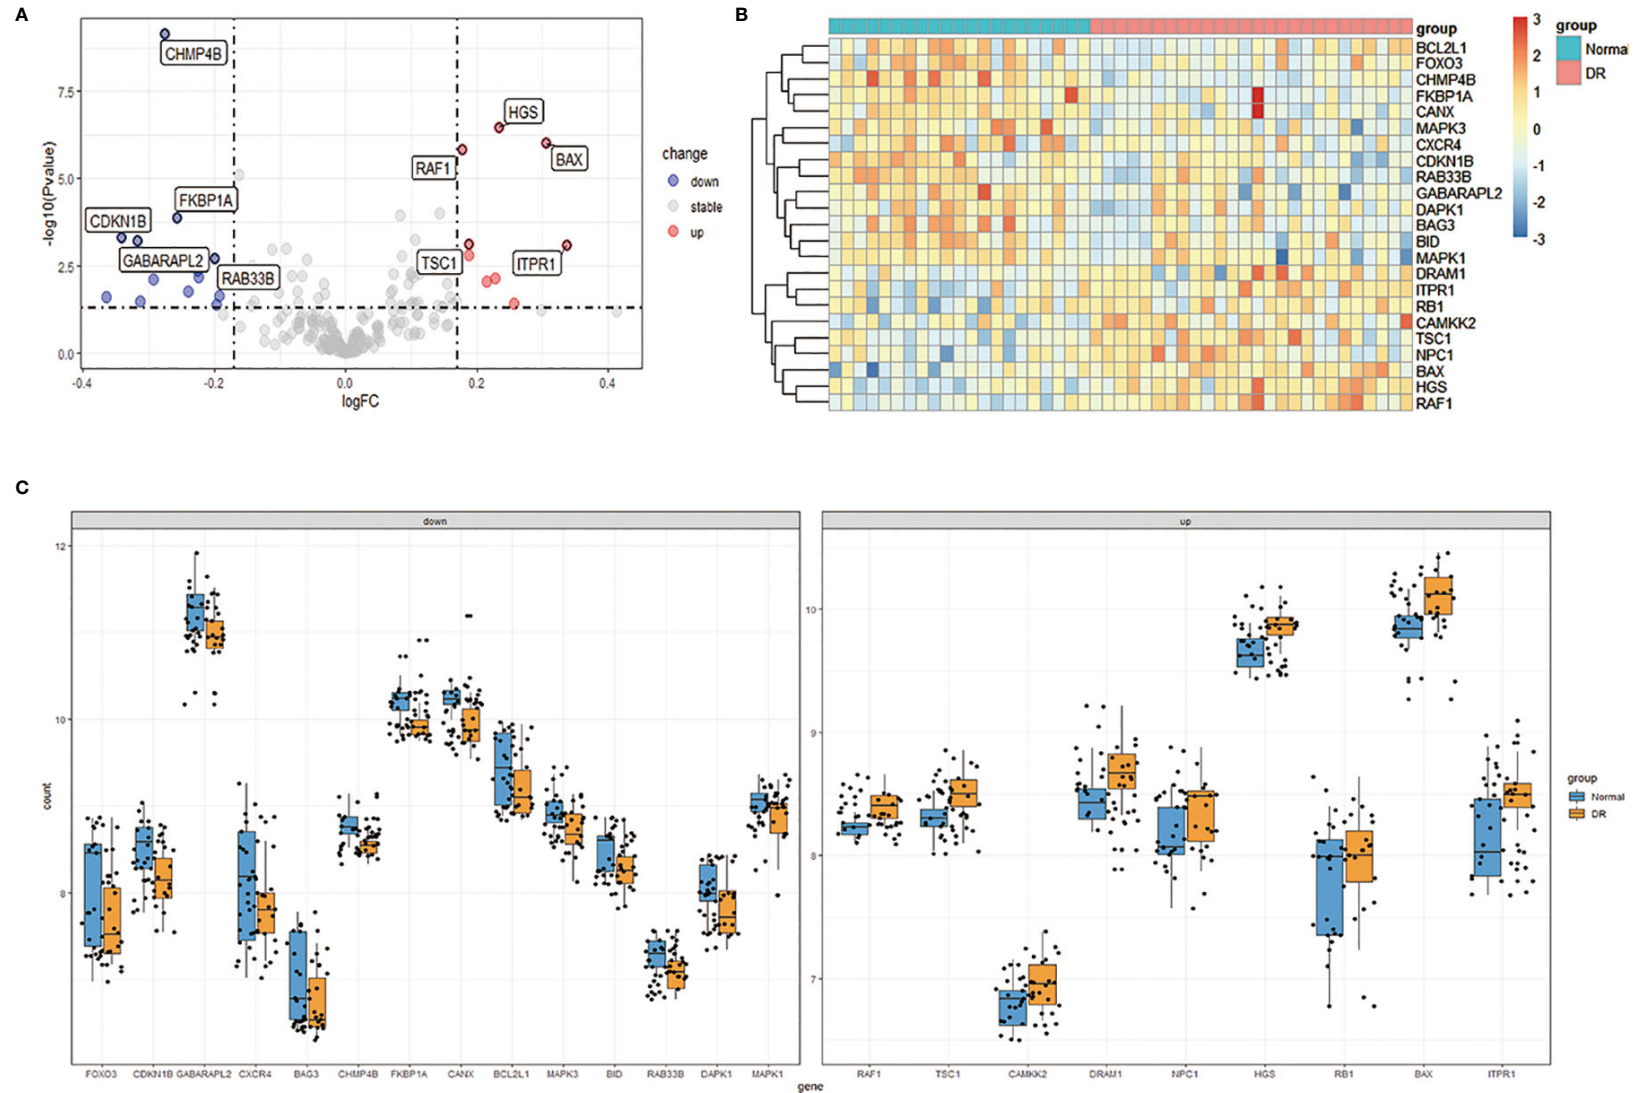 A
CHMP4B
HGS
RAF1
BAX
FKBP1A
CDKN1B
GABARAPL2
RAB33B
TSC1
ITPR1
7.5
5.0
2.5
0.0
-0.4
-0.2
0.0
0.2
0.4
-log10(Pvalue)
logFC
change
down
stable
up
B
group
BCL2L1
FOXO3
CHMP4B
FKBP1A
CANX
MAPK3
CXCR4
CDKN1B
RAB33B
GABARAPL2
DAPK1
BAG3
BID
MAPK1
DRAM1
ITPR1
RB1
CAMKK2
TSC1
NPC1
BAX
HGS
RAF1
3
2
1
0
-1
-2
-3
group
Norma
DR
C
down
up
12
10
8
count
10
9
8
7
FOXO3 CDKN1B GABARAPL2 CXCR4 BAG3 CHMP4B FKBP1A CANX BCL2L1 MAPK3 BID RAB33B DAPK1 MAPK1
RAF1 TSC1 CAMKK2 DRAM1 NPC1 HGS RB1 BAX ITPR1
gene
group
Normal
DR